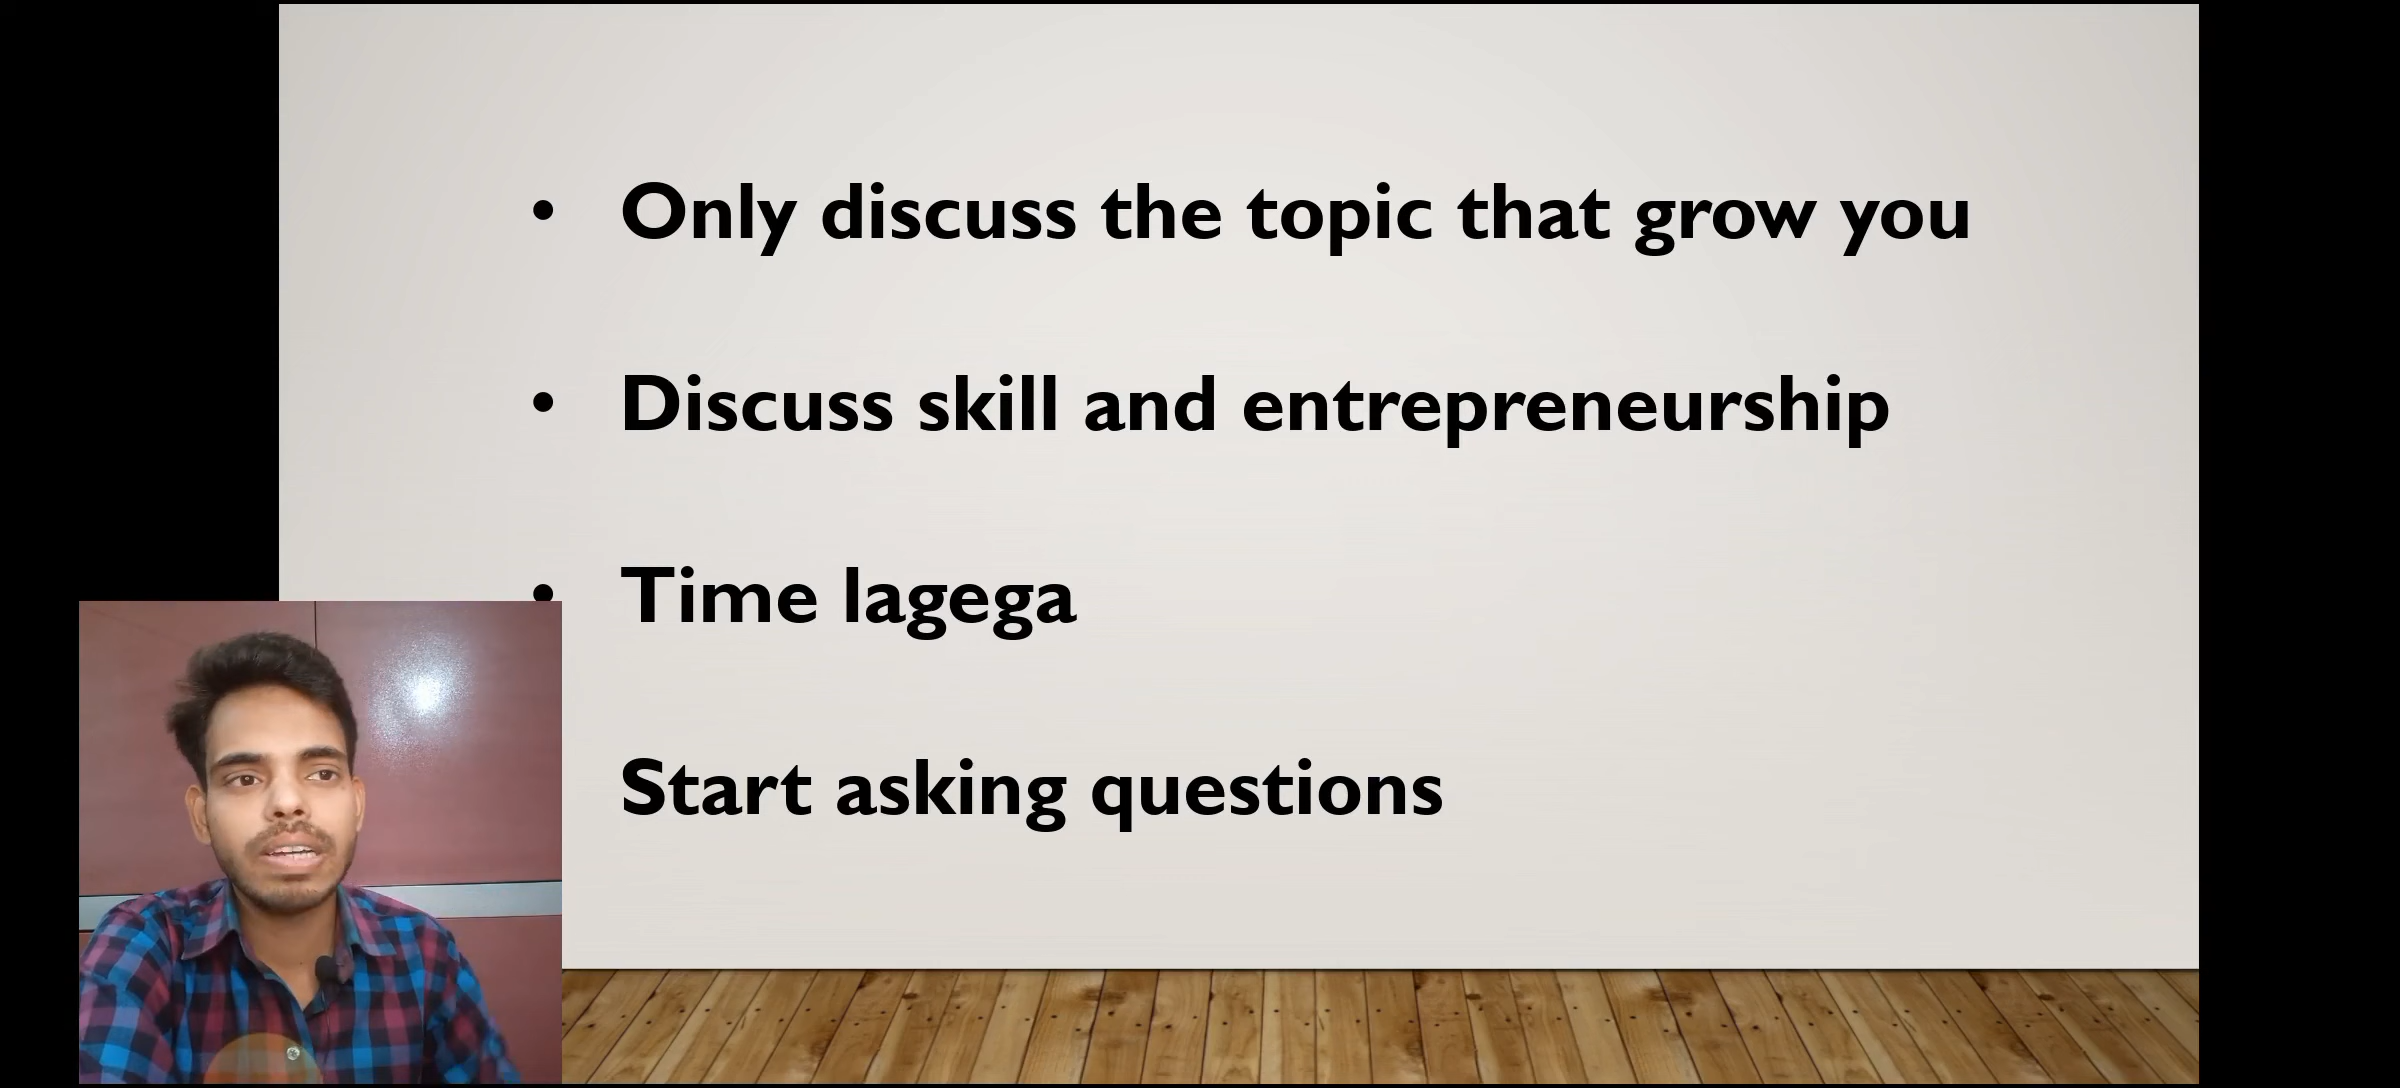 • Only discuss the topic that grow you
• Discuss skill and entrepreneurship
• Time lagega
Start asking questions